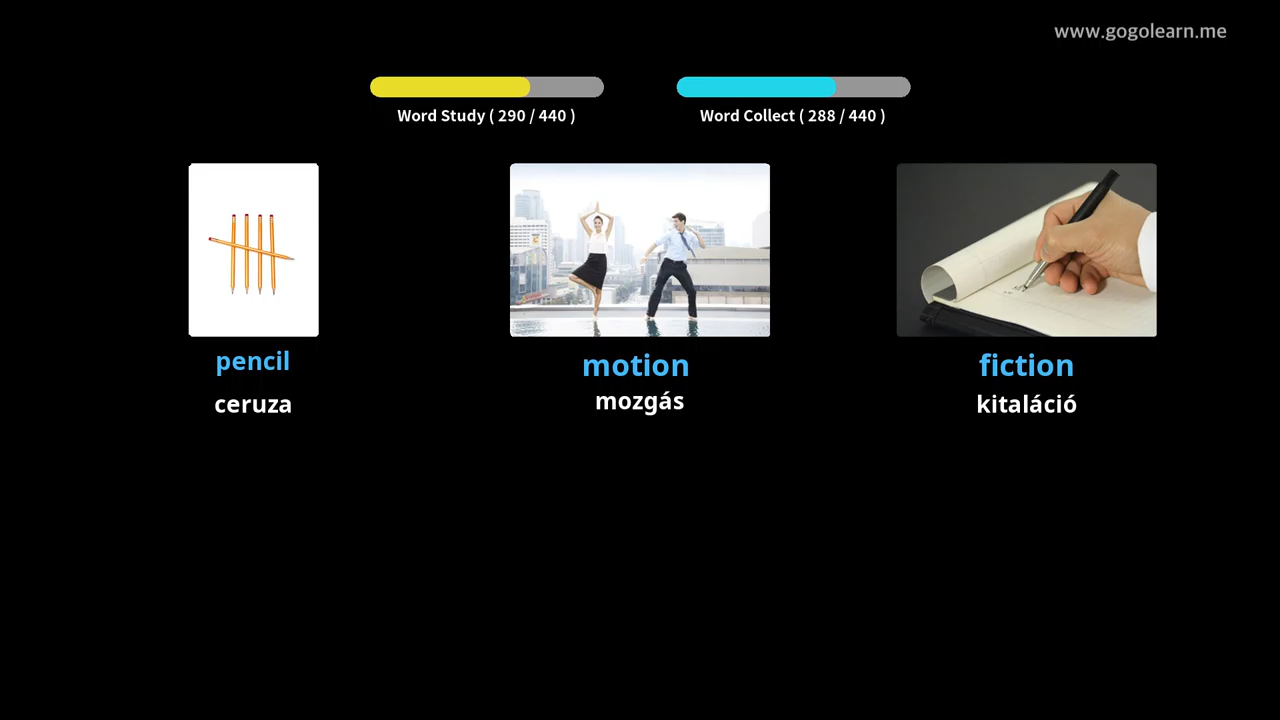 www.gogolearn.me
Word Study ( 290 / 440 )
Word Collect ( 288 / 440 )
pencil
ceruza
motion
mozgás
fiction
kitaláció